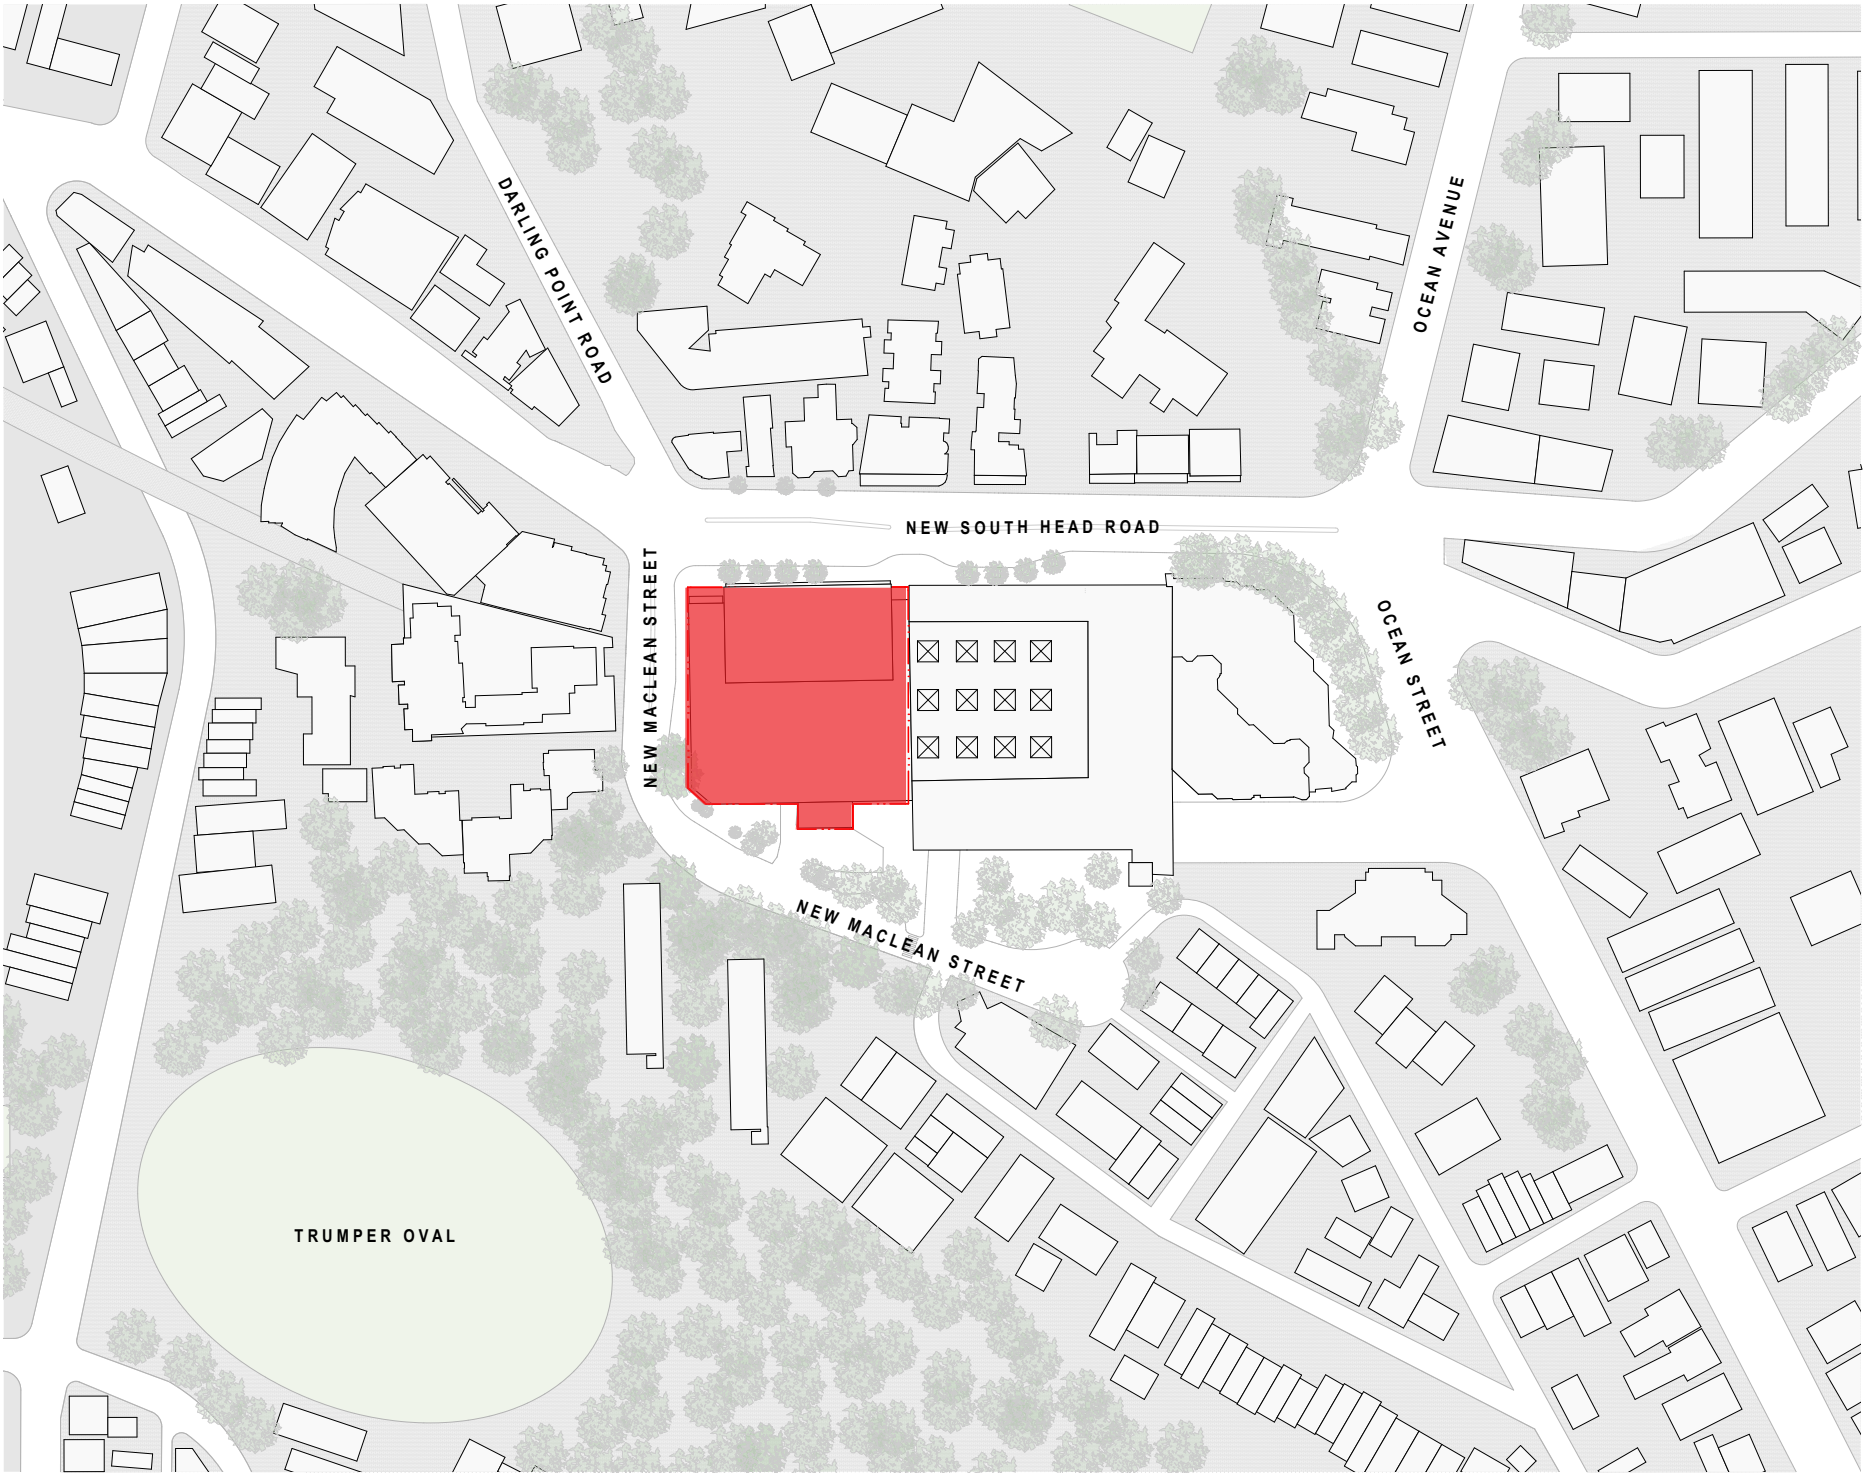 DARLING POINT ROAD
OCEAN AVENUE
NEW SOUTH HEAD ROAD
NEW MACLEAN STREET
OCEAN STREET
NEW MACLEAN STREET
TRUMPER OVAL